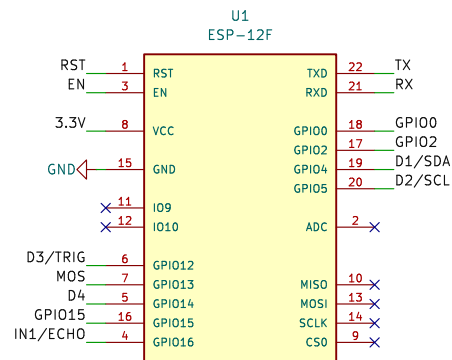 U1
ESP-12F
RST 1 RST TXD 22 TX
EN 3 EN RXD 21 RX
3.3V 8 VCC GPIO0 18 GPIO0
GPIO2 17 GPIO2
GND 15 GND GPIO4 19 D1/SDA
GPIO5 20 D2/SCL
11 IO9
12 IO10 ADC 2
D3/TRIG 6 GPIO12
MOS 7 GPIO13 MISO 10
D4 5 GPIO14 MOSI 13
GPIO15 16 GPIO15 SCLK 14
IN1/ECHO 4 GPIO16 CS0 9